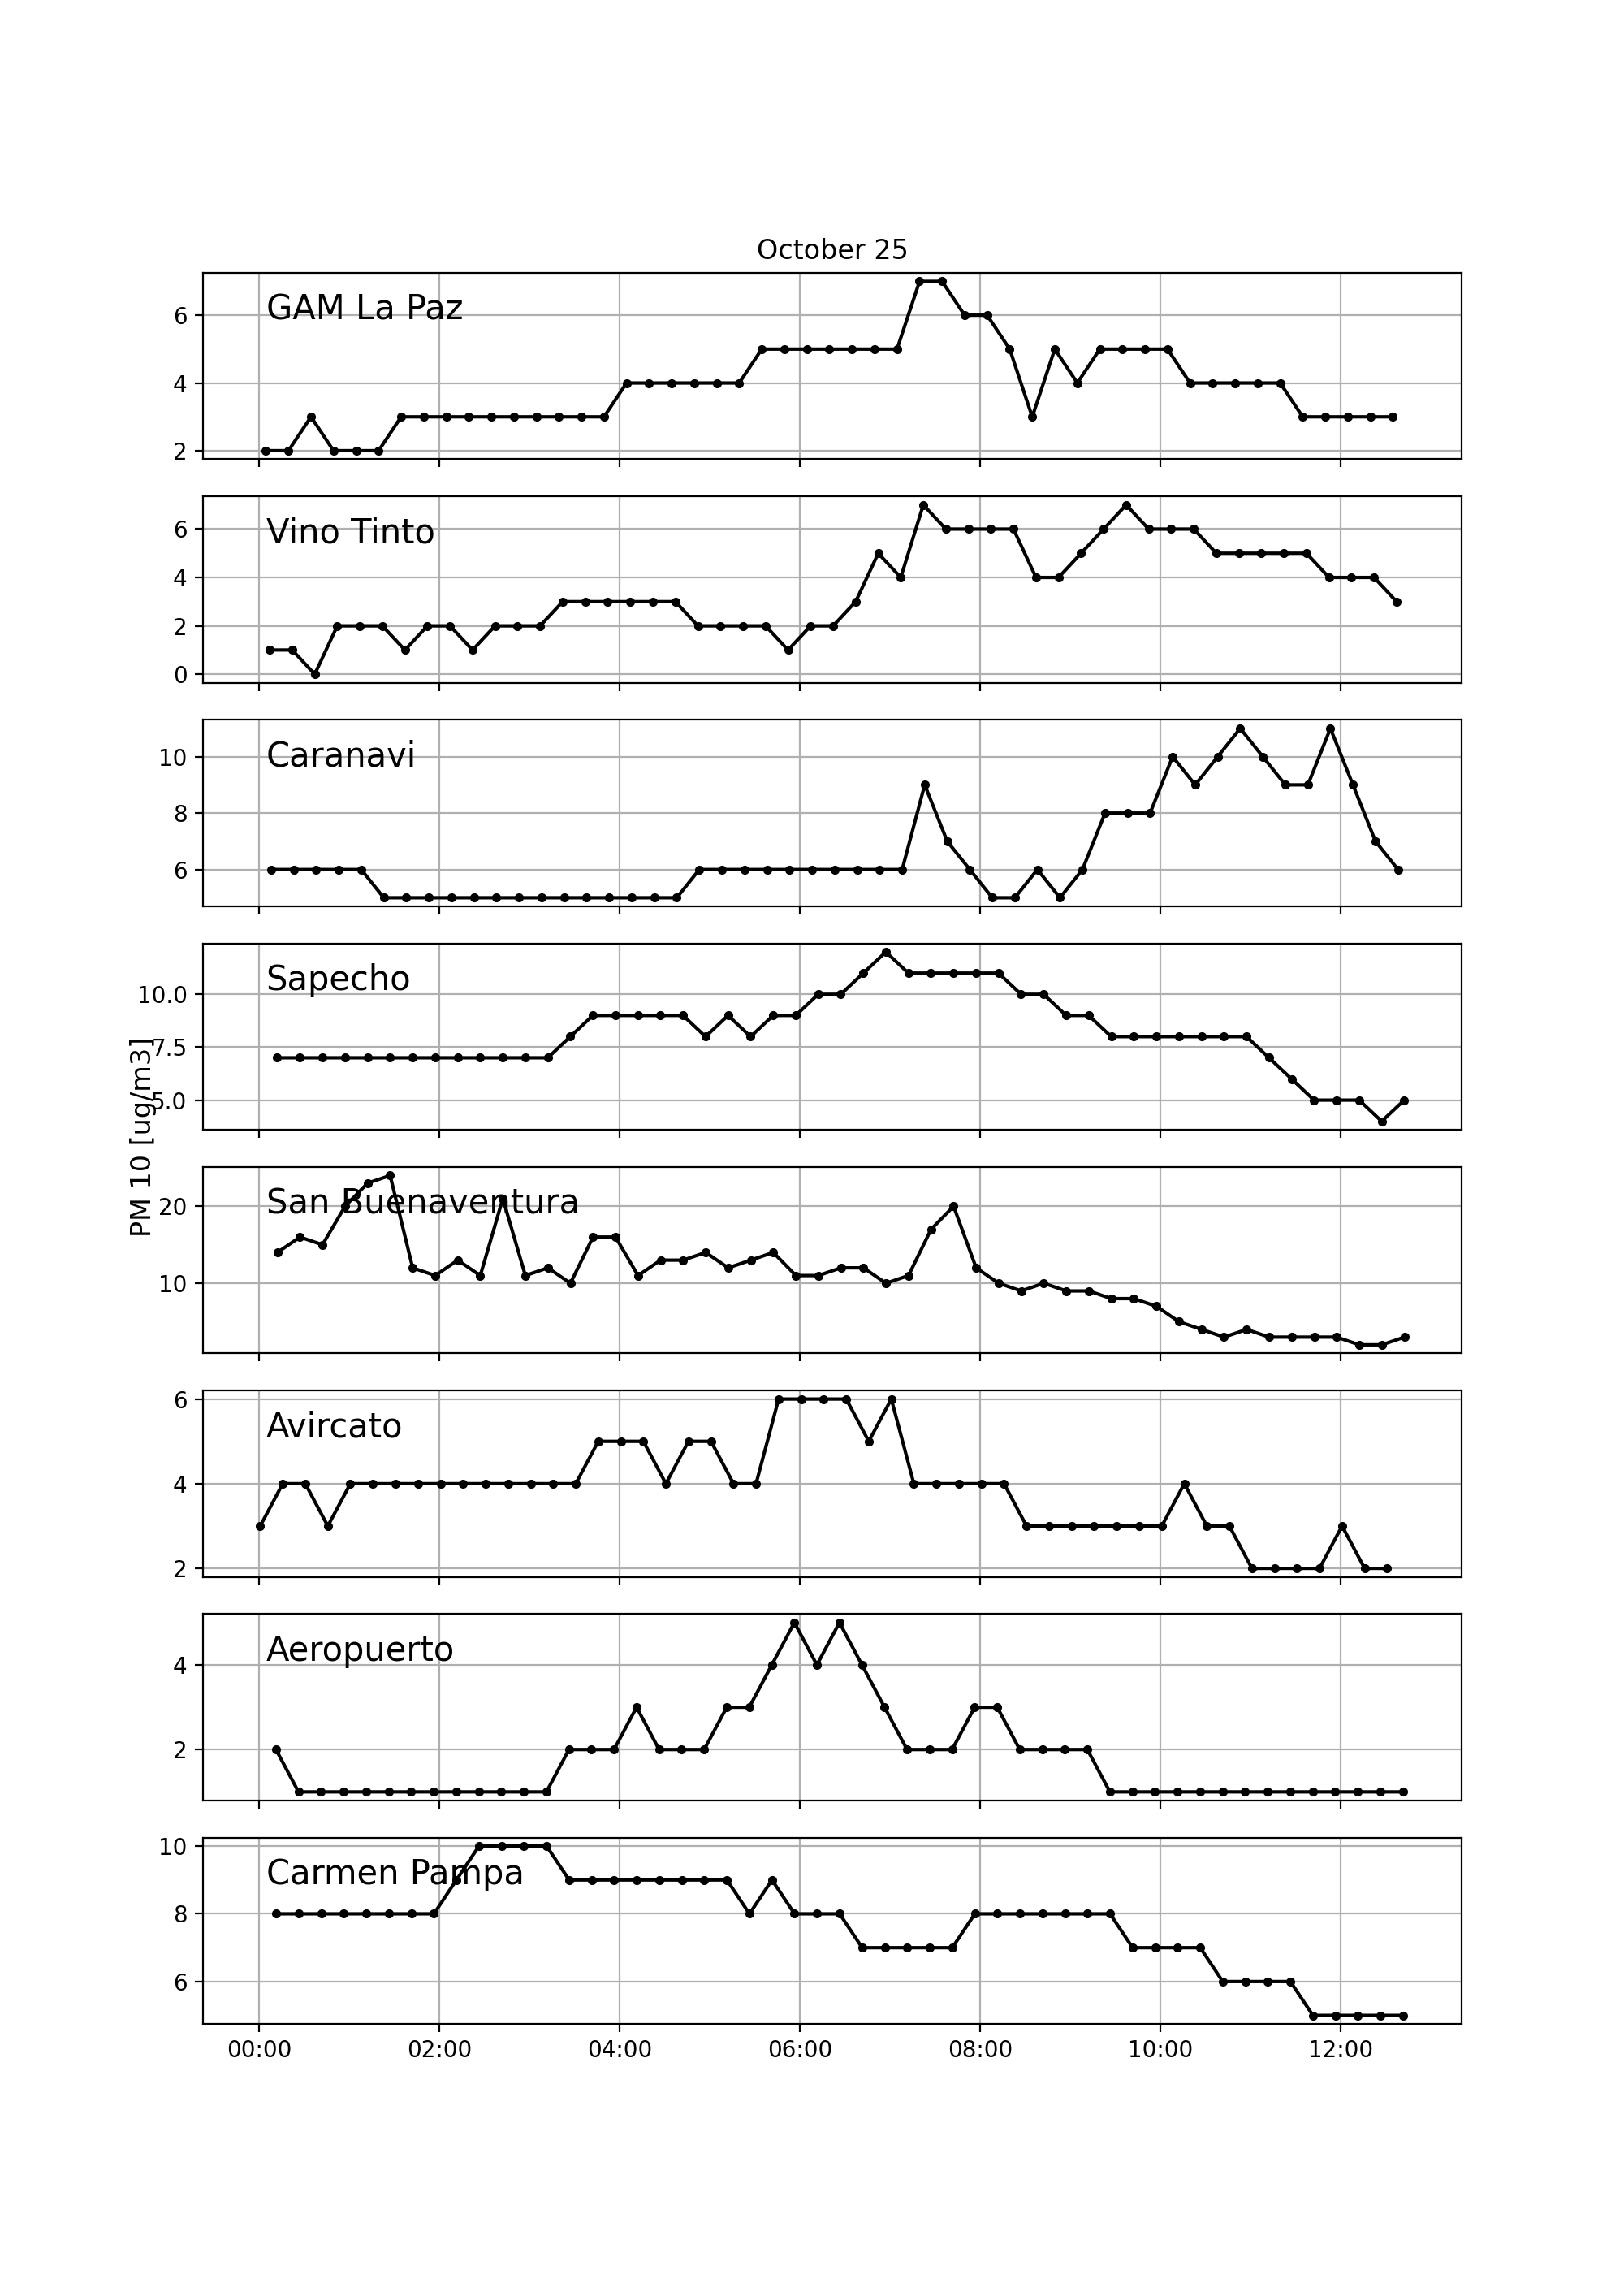 October 25
GAM La Paz
6
4
2
Vino Tinto
6
4
2
0
Caranavi
10
8
6
PM 10 [ug/m3]
Sapecho
10.0
7.5
5.0
San Buenaventura
20
10
Avircato
6
4
2
Aeropuerto
4
2
Carmen Pampa
10
8
6
00:00 02:00 04:00 06:00 08:00 10:00 12:00